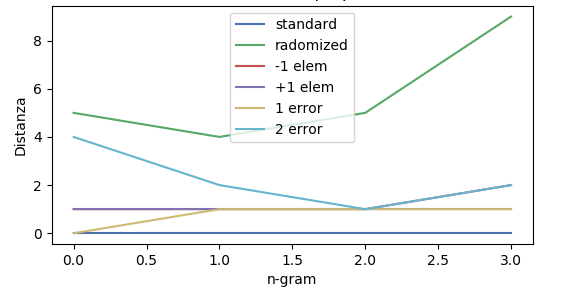 standard
radomized
-1 elem
+1 elem
1 error
2 error
Distanza
8
6
4
2
0
0.0 0.5 1.0 1.5 2.0 2.5 3.0
n-gram